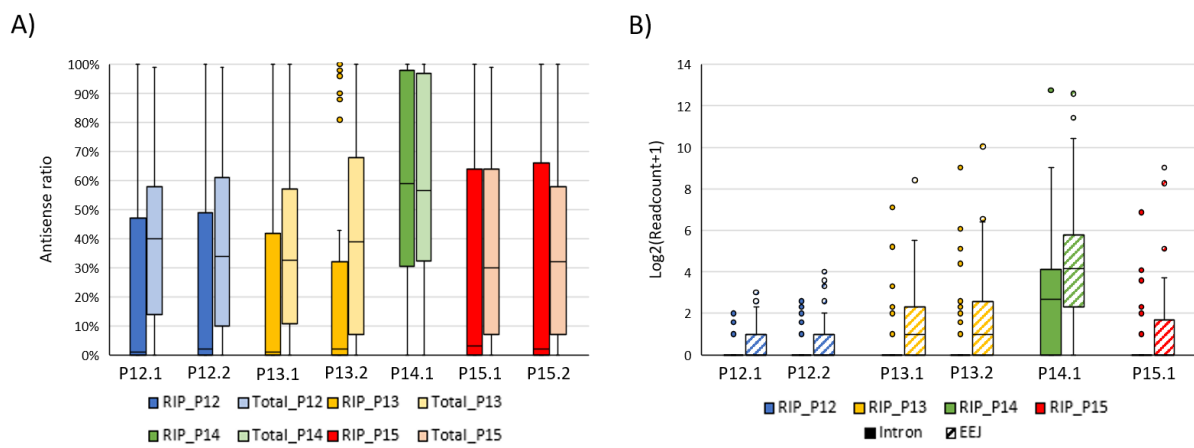 A)
Antisense ratio
100%
90%
80%
70%
60%
50%
40%
30%
20%
10%
0%
P12.1 P12.2 P13.1 P13.2 P14.1 P15.1 P15.2
RIP_P12 Total_P12 RIP_P13 Total_P13
RIP_P14 Total_P14 RIP_P15 Total_P15
B)
Log2(Readcount+1)
14
12
10
8
6
4
2
0
P12.1 P12.2 P13.1 P13.2 P14.1 P15.1
RIP_P12 RIP_P13 RIP_P14 RIP_P15
Intron EEJ